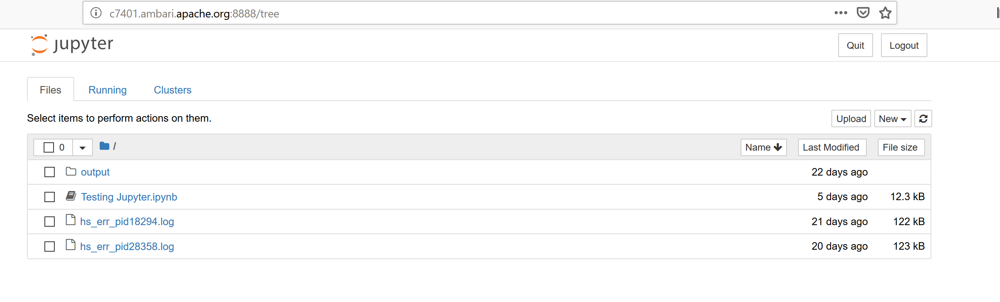 c7401.ambari.apache.org:8888/tree
jupyter
Quit Logout
Files Running Clusters
Select items to perform actions on them.
Upload New
0 / Name Last Modified File size
output 22 days ago
Testing Jupyter.ipynb 5 days ago 12.3 kB
hs_err_pid18294.log 21 days ago 122 kB
hs_err_pid28358.log 20 days ago 123 kB